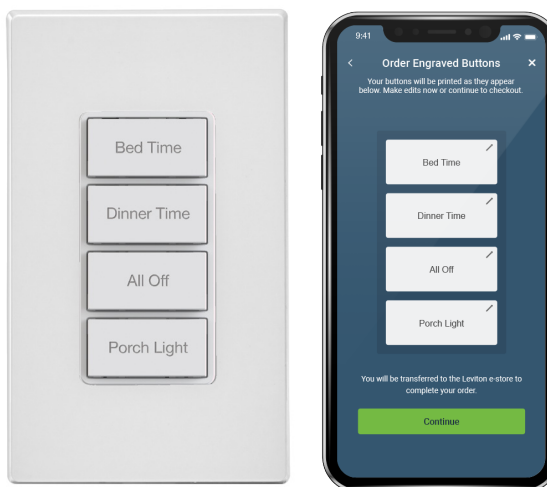 Bed Time
Dinner Time
All Off
Porch Light
9:41
Order Engraved Buttons
Your buttons will be printed as they appear
below. Make edits now or continue to checkout.
Bed Time
Dinner Time
All Off
Porch Light
You will be transferred to the Leviton e-store to
complete your order.
Continue